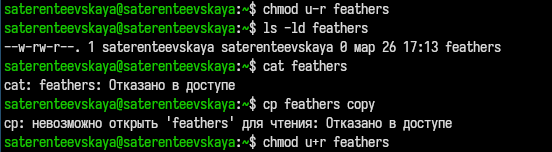 saterenteevskaya@saterenteevskaya:~$ chmod u-r feathers
saterenteevskaya@saterenteevskaya:~$ ls -ld feathers
--w-rw-r--. 1 saterenteevskaya saterenteevskaya 0 мар 26 17:13 feathers
saterenteevskaya@saterenteevskaya:~$ cat feathers
cat: feathers: Отказано в доступе
saterenteevskaya@saterenteevskaya:~$ cp feathers copy
cp: невозможно открыть 'feathers' для чтения: Отказано в доступе
saterenteevskaya@saterenteevskaya:~$ chmod u+r feathers